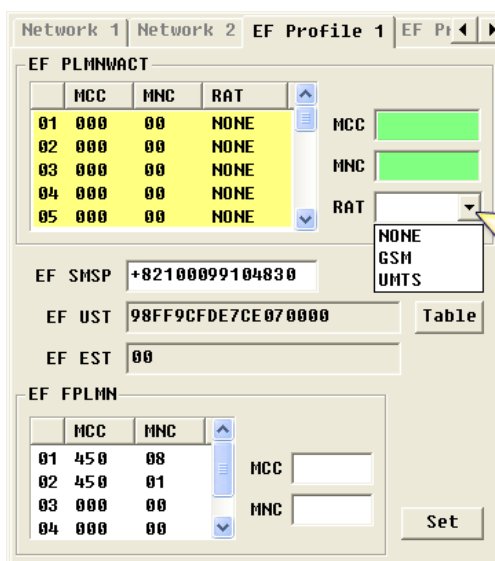 Network 1 Network 2 EF Profile 1 EF Pr
EF PLMNWACT
MCC MNC RAT
01 000 00 NONE
02 000 00 NONE
03 000 00 NONE
04 000 00 NONE
05 000 00 NONE
MCC
MNC
RAT
NONE
GSM
UMTS
EF SMSP +82100099104830
EF UST 98FF9CFDE7CE070000 Table
EF EST 00
EF FPLMN
MCC MNC
01 450 08
02 450 01
03 000 00
04 000 00
MCC
MNC
Set